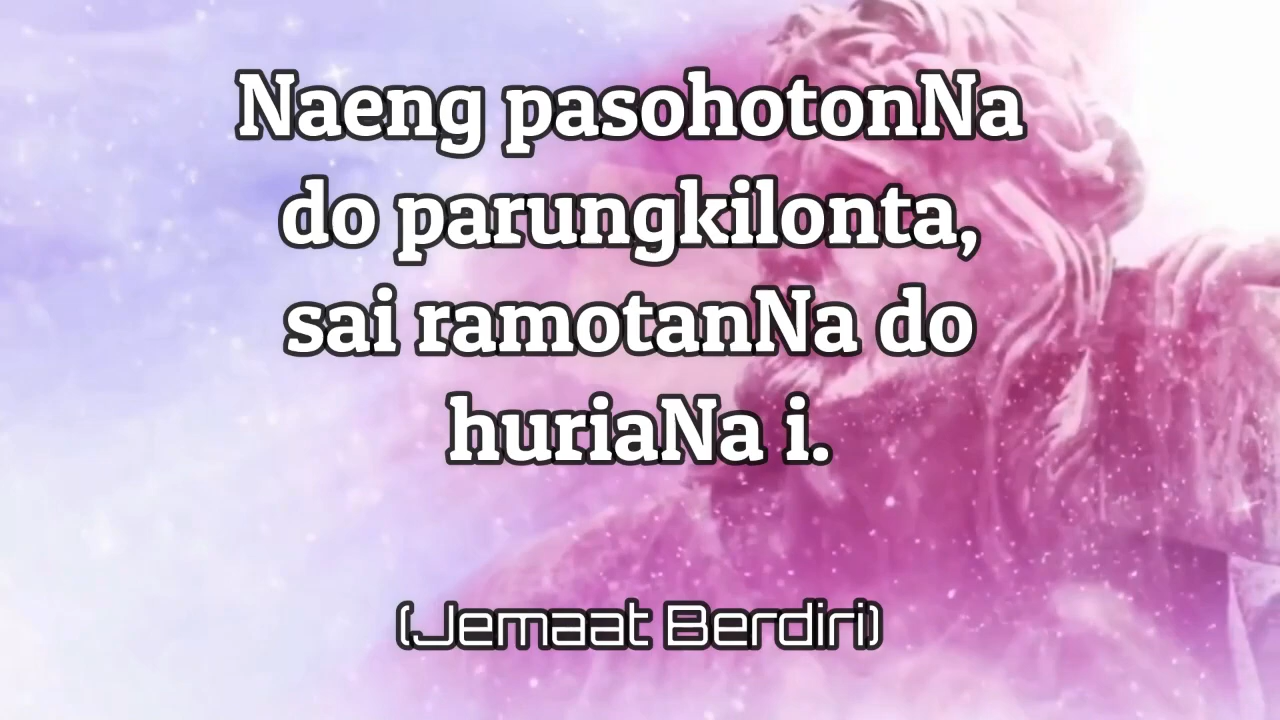 Naeng pasohotonNa
do parungkilonta,
sai ramotanNa do
huriaNa i.
(Jemaat Berdiri)